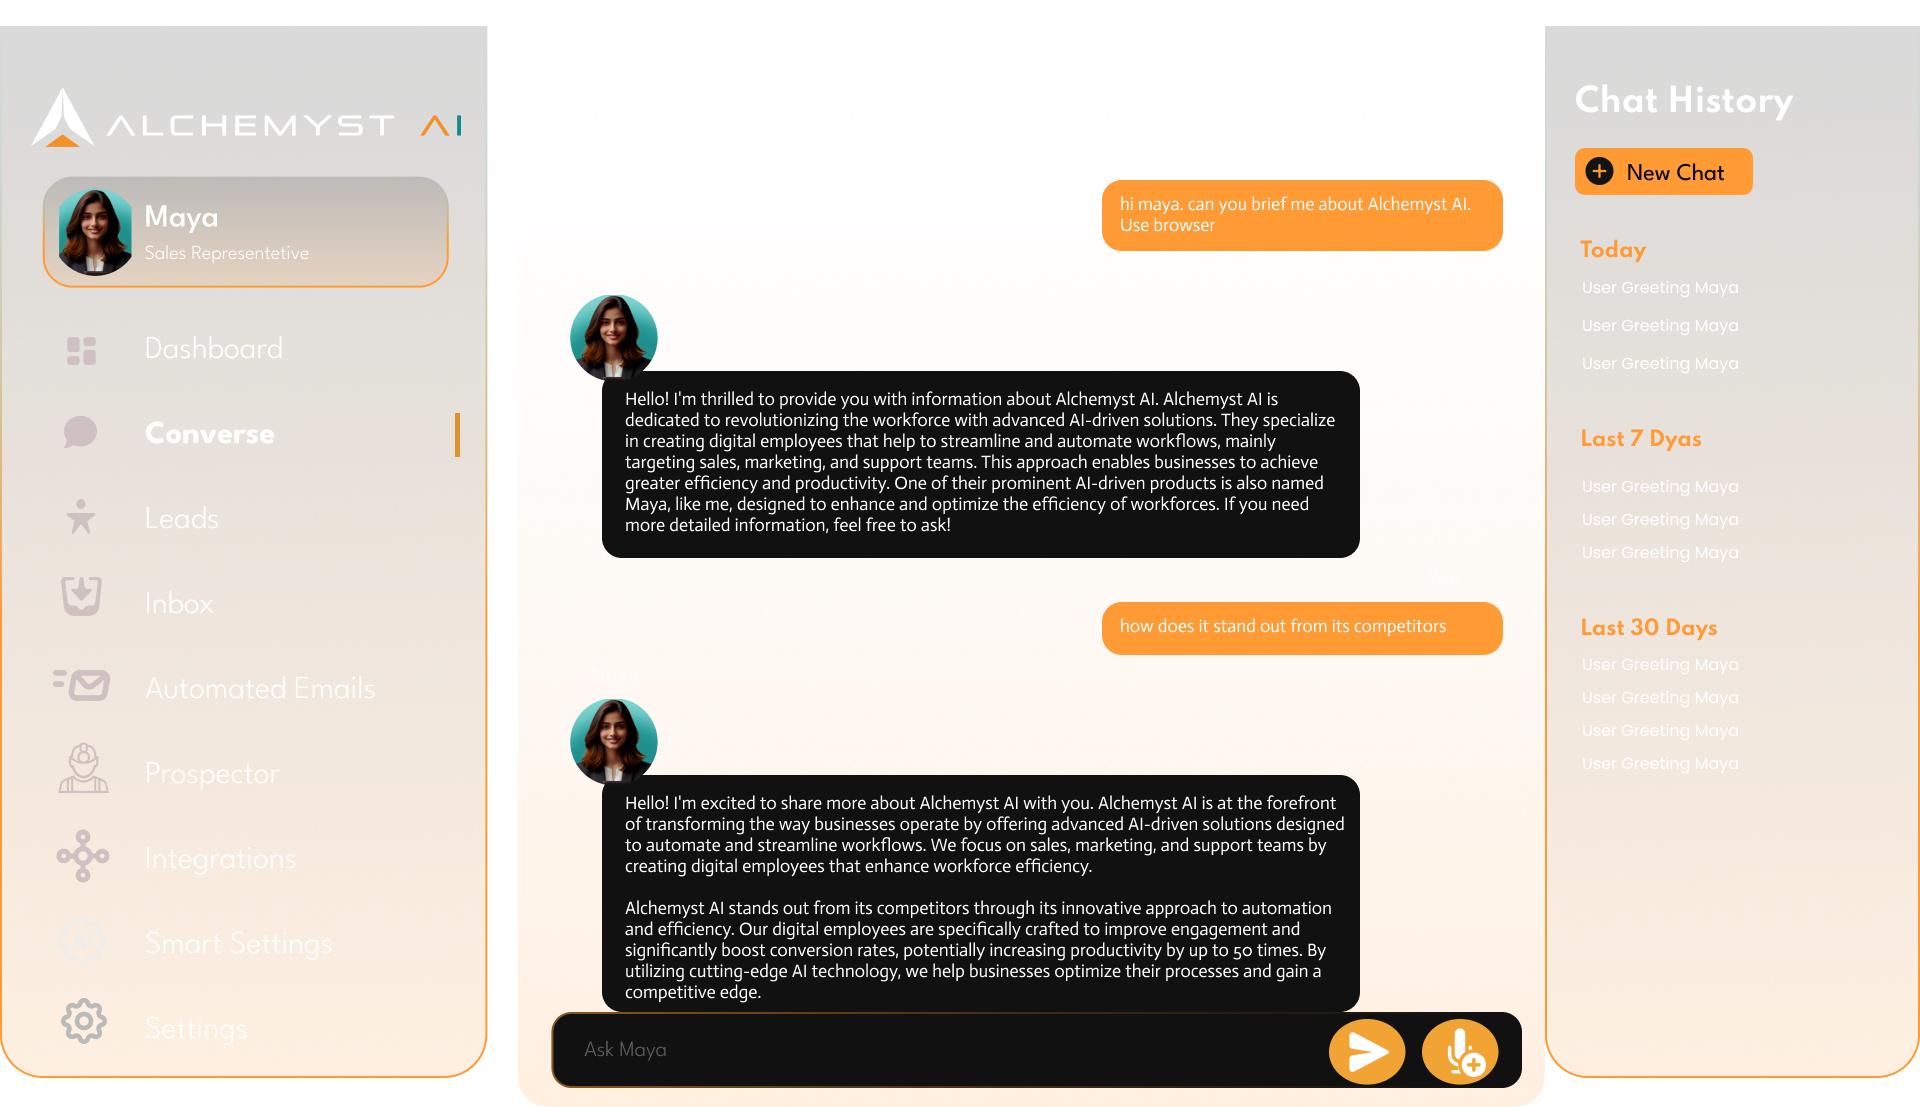 ALCHEMYST AI
Maya
Sales Representetive
Dashboard
Converse
Leads
Inbox
Automated Emails
Prospector
Integrations
Smart Settings
Settings
hi maya. can you brief me about Alchemyst AI.
Use browser
Hello! I'm thrilled to provide you with information about Alchemyst AI. Alchemyst AI is
dedicated to revolutionizing the workforce with advanced AI-driven solutions. They specialize
in creating digital employees that help to streamline and automate workflows, mainly
targeting sales, marketing, and support teams. This approach enables businesses to achieve
greater efficiency and productivity. One of their prominent AI-driven products is also named
Maya, like me, designed to enhance and optimize the efficiency of workforces. If you need
more detailed information, feel free to ask!
You
how does it stand out from its competitors
Maya
Hello! I'm excited to share more about Alchemyst AI with you. Alchemyst AI is at the forefront
of transforming the way businesses operate by offering advanced AI-driven solutions designed
to automate and streamline workflows. We focus on sales, marketing, and support teams by
creating digital employees that enhance workforce efficiency.
Alchemyst AI stands out from its competitors through its innovative approach to automation
and efficiency. Our digital employees are specifically crafted to improve engagement and
significantly boost conversion rates, potentially increasing productivity by up to 50 times. By
utilizing cutting-edge AI technology, we help businesses optimize their processes and gain a
competitive edge.
Ask Maya
Chat History
New Chat
Today
User Greeting Maya
User Greeting Maya
User Greeting Maya
Last 7 Dyas
User Greeting Maya
User Greeting Maya
User Greeting Maya
Last 30 Days
User Greeting Maya
User Greeting Maya
User Greeting Maya
User Greeting Maya